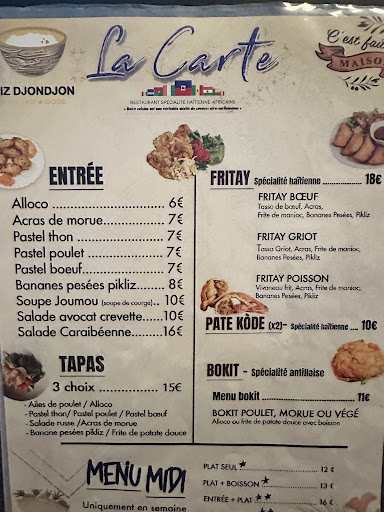 La Carte
C'est fait
MAISON
IZ DJONDJON
& GOOD
RESTAURANT SPÉCIALITÉ HAÏTIENNE-AFRICAINE
ENTRÉE
Alloco 6€
Acras de morue 7€
Pastel thon 7€
Pastel poulet 7€
Pastel boeuf 7€
Bananes pesées pikliz 8€
Soupe Joumou (soupe de courge) 10€
Salade avocat crevette 10€
Salade Caraibéenne 16€
TAPAS
3 choix 15€
- Ailes de poulet / Alloco
- Pastel thon/ Pastel poulet / Pastel bœuf
- Salade russe /Acras de morue
- Banane pesées pikliz / Frite de patate douce
FRITAY Spécialité haïtienne 18€
FRITAY BŒUF
Tasso de bœuf, Acras,
Frite de manioc, Bananes Pesées, Pikliz
FRITAY GRIOT
Tasso Griot, Acras, Frite de manioc,
Bananes Pesées, Pikliz
FRITAY POISSON
Vivaneau frit, Acras, Frite de manioc,
Bananes Pesées, Pikliz
PATE KÒDE (x2)- Spécialité haïtienne 10€
BOKIT - Spécialité antillaise
Menu bokit 11€
BOKIT POULET, MORUE OU VÉGÉ
Alloco ou frite de patate douce avec boisson
MENU MIDI
Uniquement en semaine
PLAT SEUL 12 €
PLAT + BOISSON 13 €
ENTRÉE + PLAT 16 €